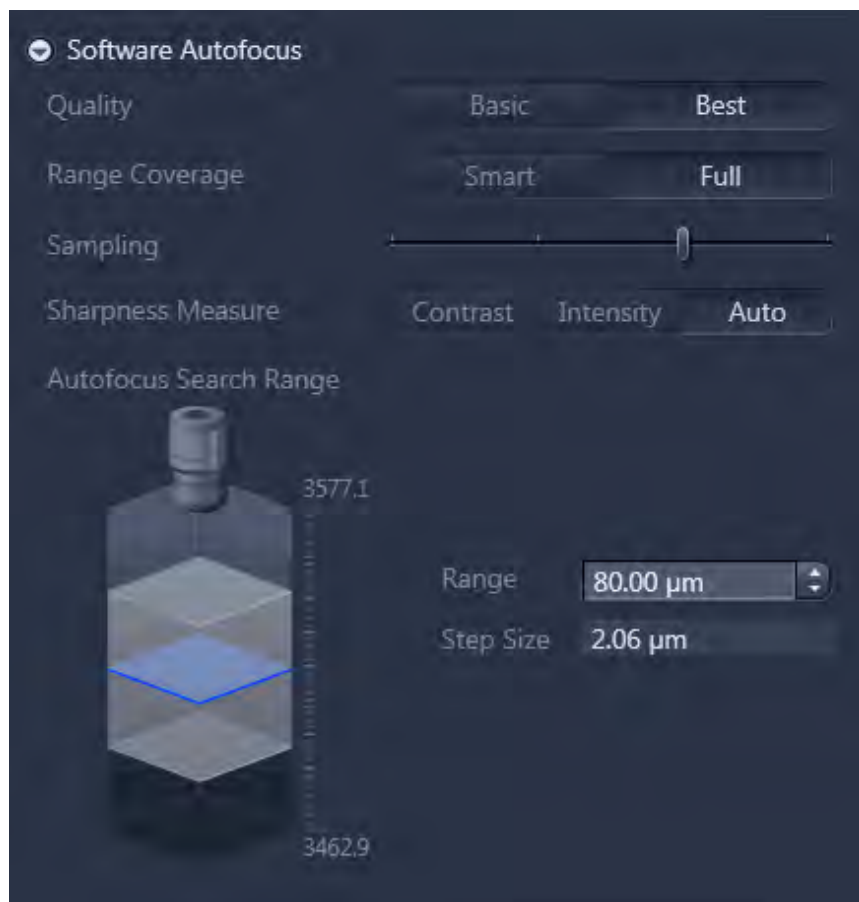 Software Autofocus
Quality Basic Best
Range Coverage Smart Full
Sampling
Sharpness Measure Contrast Intensity Auto
Autofocus Search Range
3577.1
Range 80.00 µm
Step Size 2.06 µm
3462.9